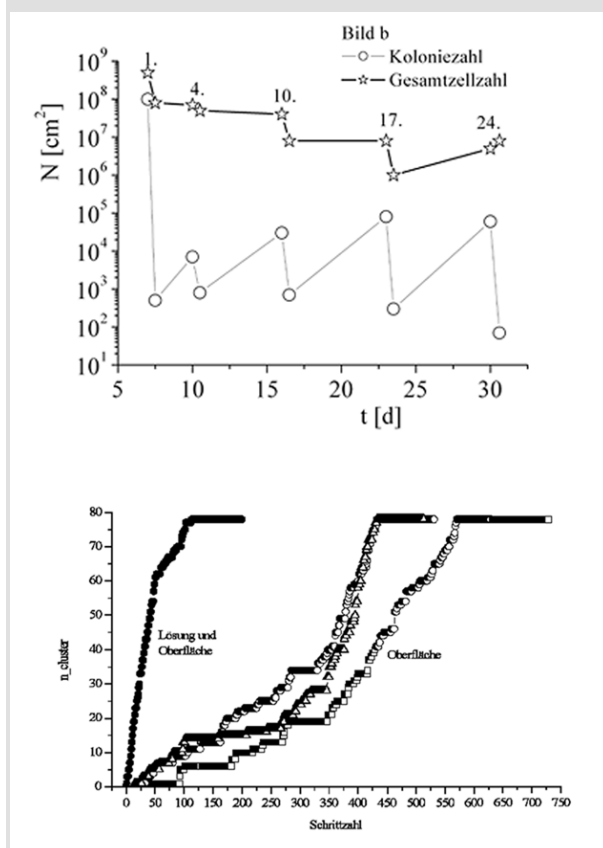 Bild b
Koloniezahl
Gesamtzellzahl
10⁹
10⁸
10⁷
10⁶
10⁵
10⁴
10³
10²
10¹
N [cm²]
1.
4.
10.
17.
24.
5 10 15 20 25 30
t [d]
80
70
60
50
40
30
20
10
0
n_cluster
Lösung und
Oberfläche
Oberfläche
0 50 100 150 200 250 300 350 400 450 500 550 600 650 700 750
Schrittzahl